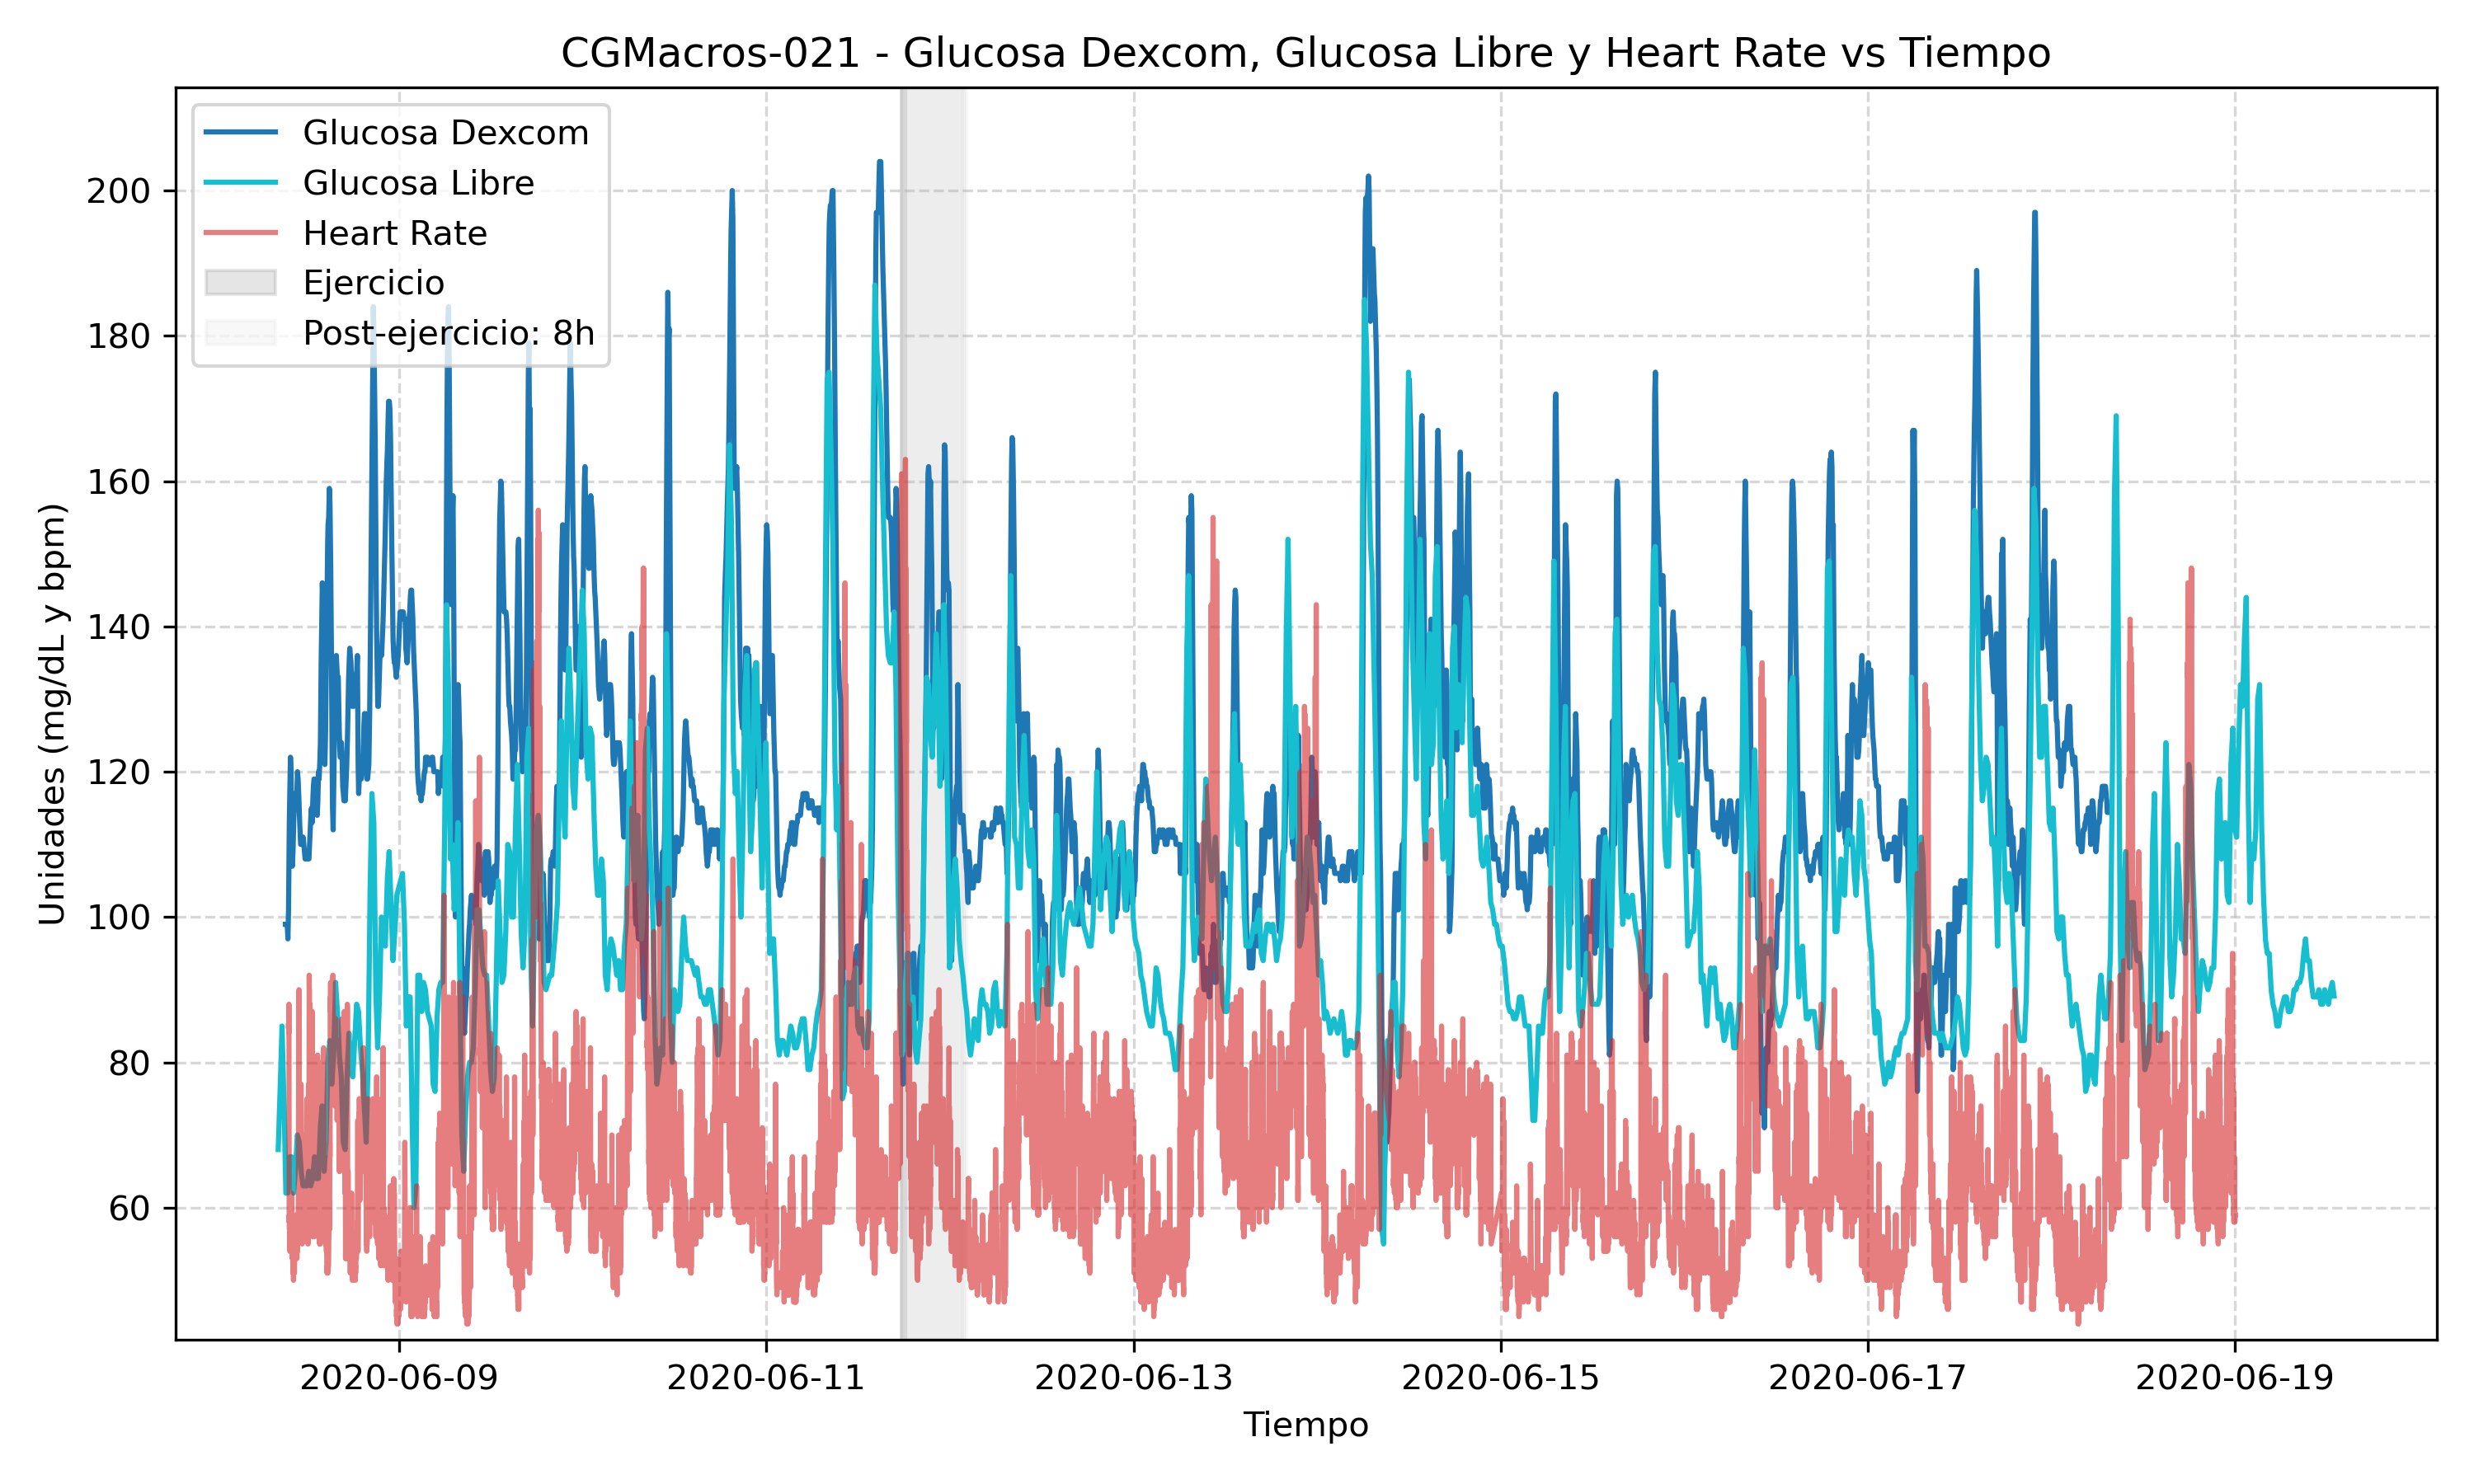 CGMacros-021 - Glucosa Dexcom, Glucosa Libre y Heart Rate vs Tiempo
Glucosa Dexcom
Glucosa Libre
Heart Rate
Ejercicio
Post-ejercicio: 8h
Unidades (mg/dL y bpm)
200
180
160
140
120
100
80
60
2020-06-09
2020-06-11
2020-06-13
2020-06-15
2020-06-17
2020-06-19
Tiempo